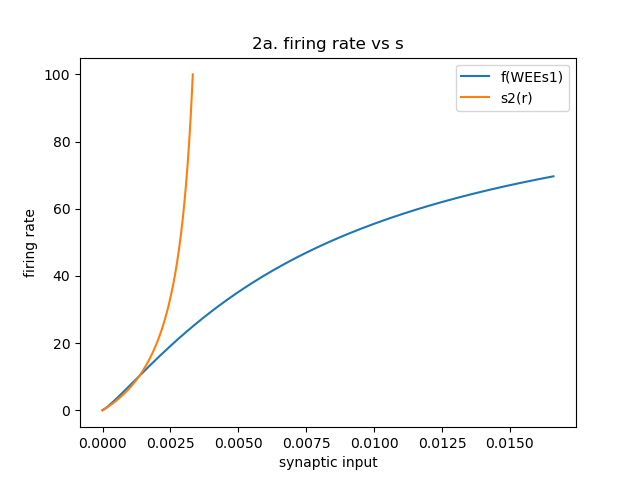 2a. firing rate vs s
f(WEEs1)
s2(r)
100
80
60
40
20
0
firing rate
0.0000 0.0025 0.0050 0.0075 0.0100 0.0125 0.0150
synaptic input